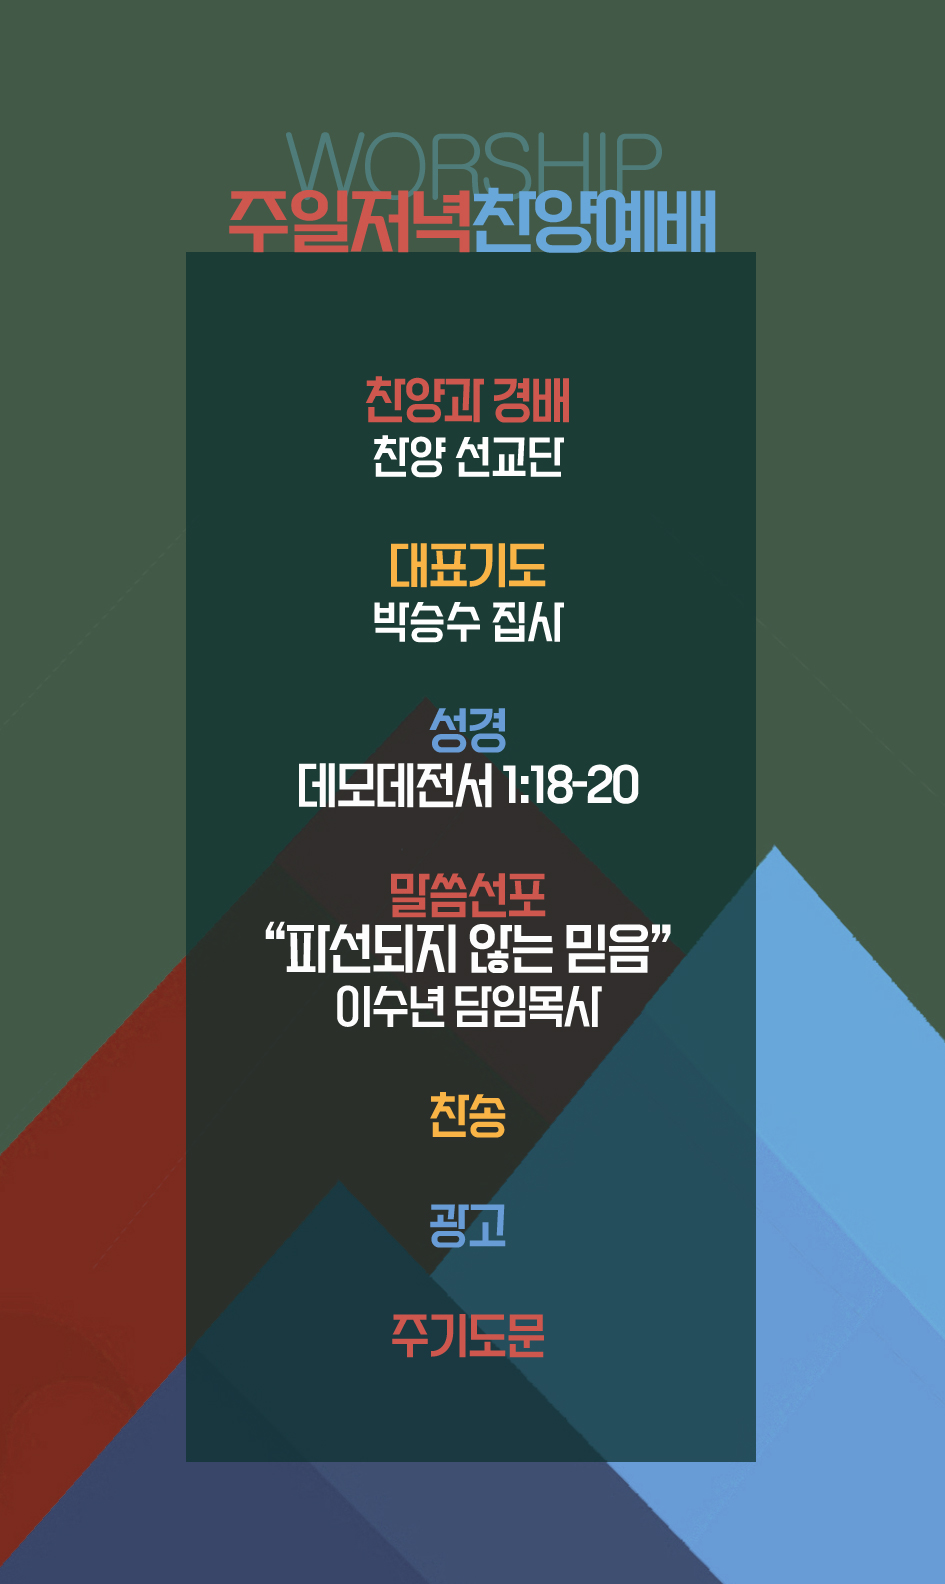 WORSHIP
주일저녁찬양예배
찬양과 경배
찬양 선교단
대표기도
박승수 집사
성경
데모데전서 1:18-20
말씀선포
“파선되지 않는 믿음”
이수년 담임목사
찬송
광고
주기도문